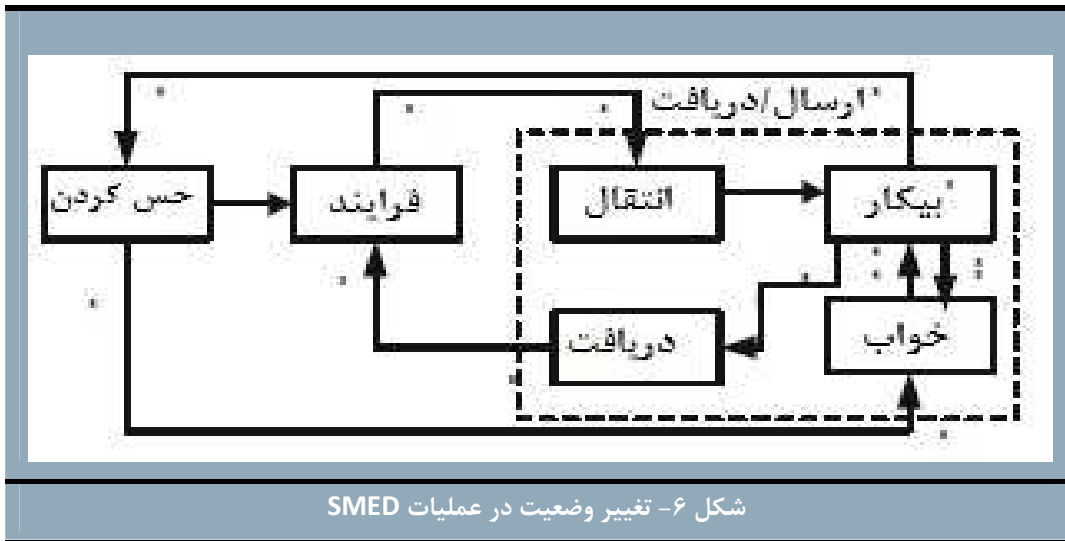 ارسال/دریافت
حس کردن
فرایند
انتقال
بیکار
دریافت
خواب
شکل ۶- تغییر وضعیت در عملیات SMED